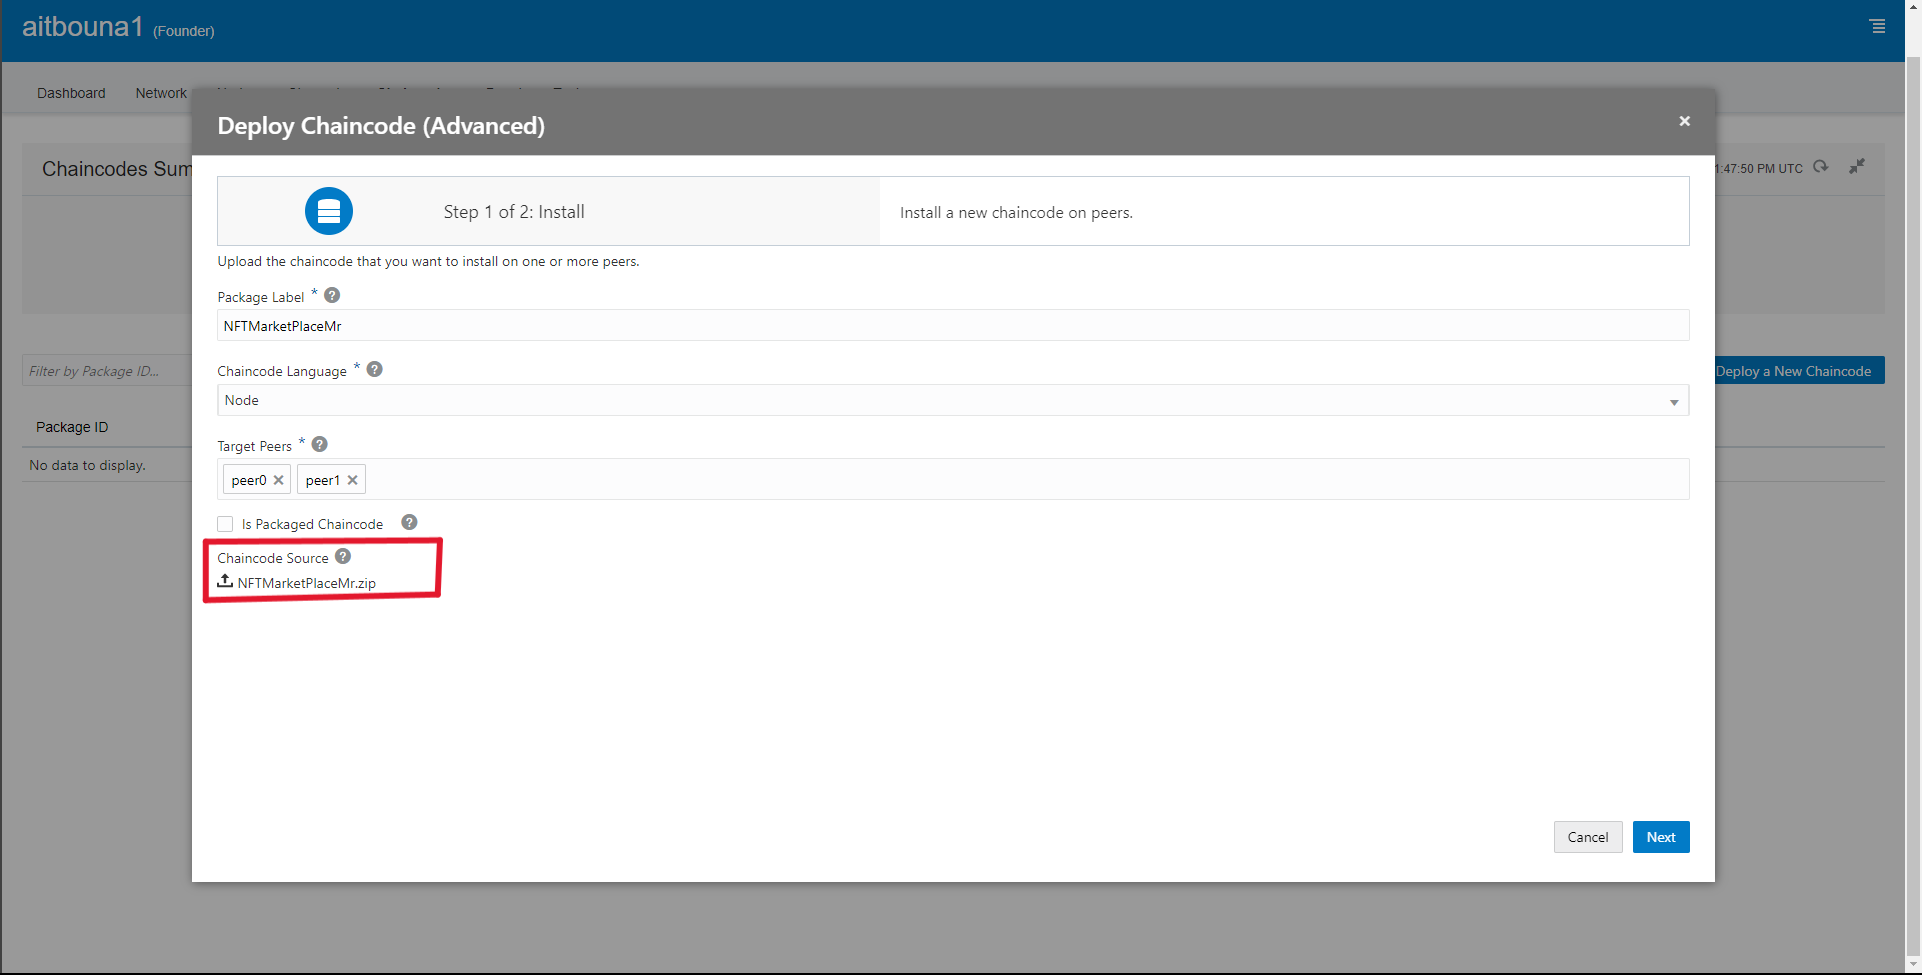 aitbouna1 (Founder)
Dashboard Network
Deploy Chaincode (Advanced)
Chaincodes Sum
1:47:50 PM UTC
Step 1 of 2: Install
Install a new chaincode on peers.
Upload the chaincode that you want to install on one or more peers.
Package Label *
NFTMarketPlaceMr
Chaincode Language *
Filter by Package ID...
Deploy a New Chaincode
Node
Package ID
Target Peers *
No data to display.
peer0 peer1
Is Packaged Chaincode
Chaincode Source
NFTMarketPlaceMr.zip
Cancel Next